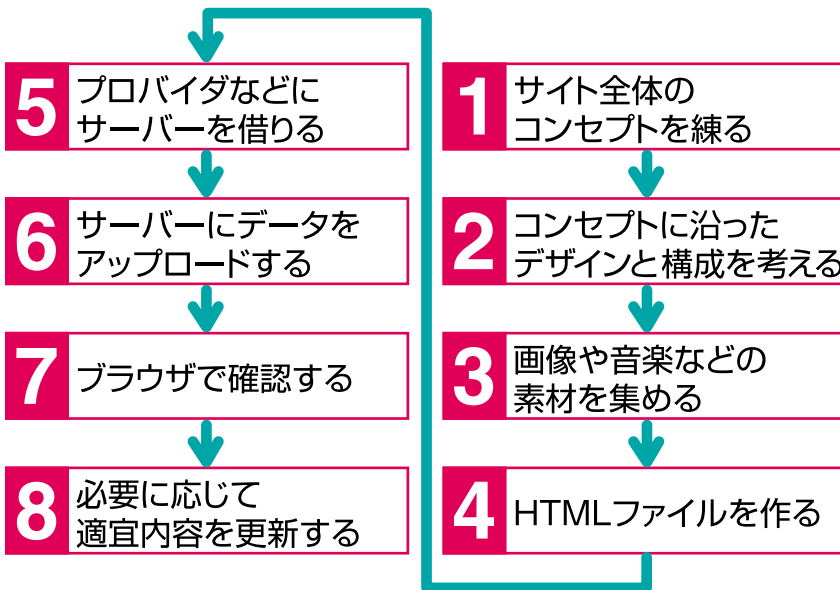 1
サイト全体の
コンセプトを練る
2
コンセプトに沿った
デザインと構成を考える
3
画像や音楽などの
素材を集める
4
HTMLファイルを作る
5
プロバイダなどに
サーバーを借りる
6
サーバーにデータを
アップロードする
7
ブラウザで確認する
8
必要に応じて
適宜内容を更新する